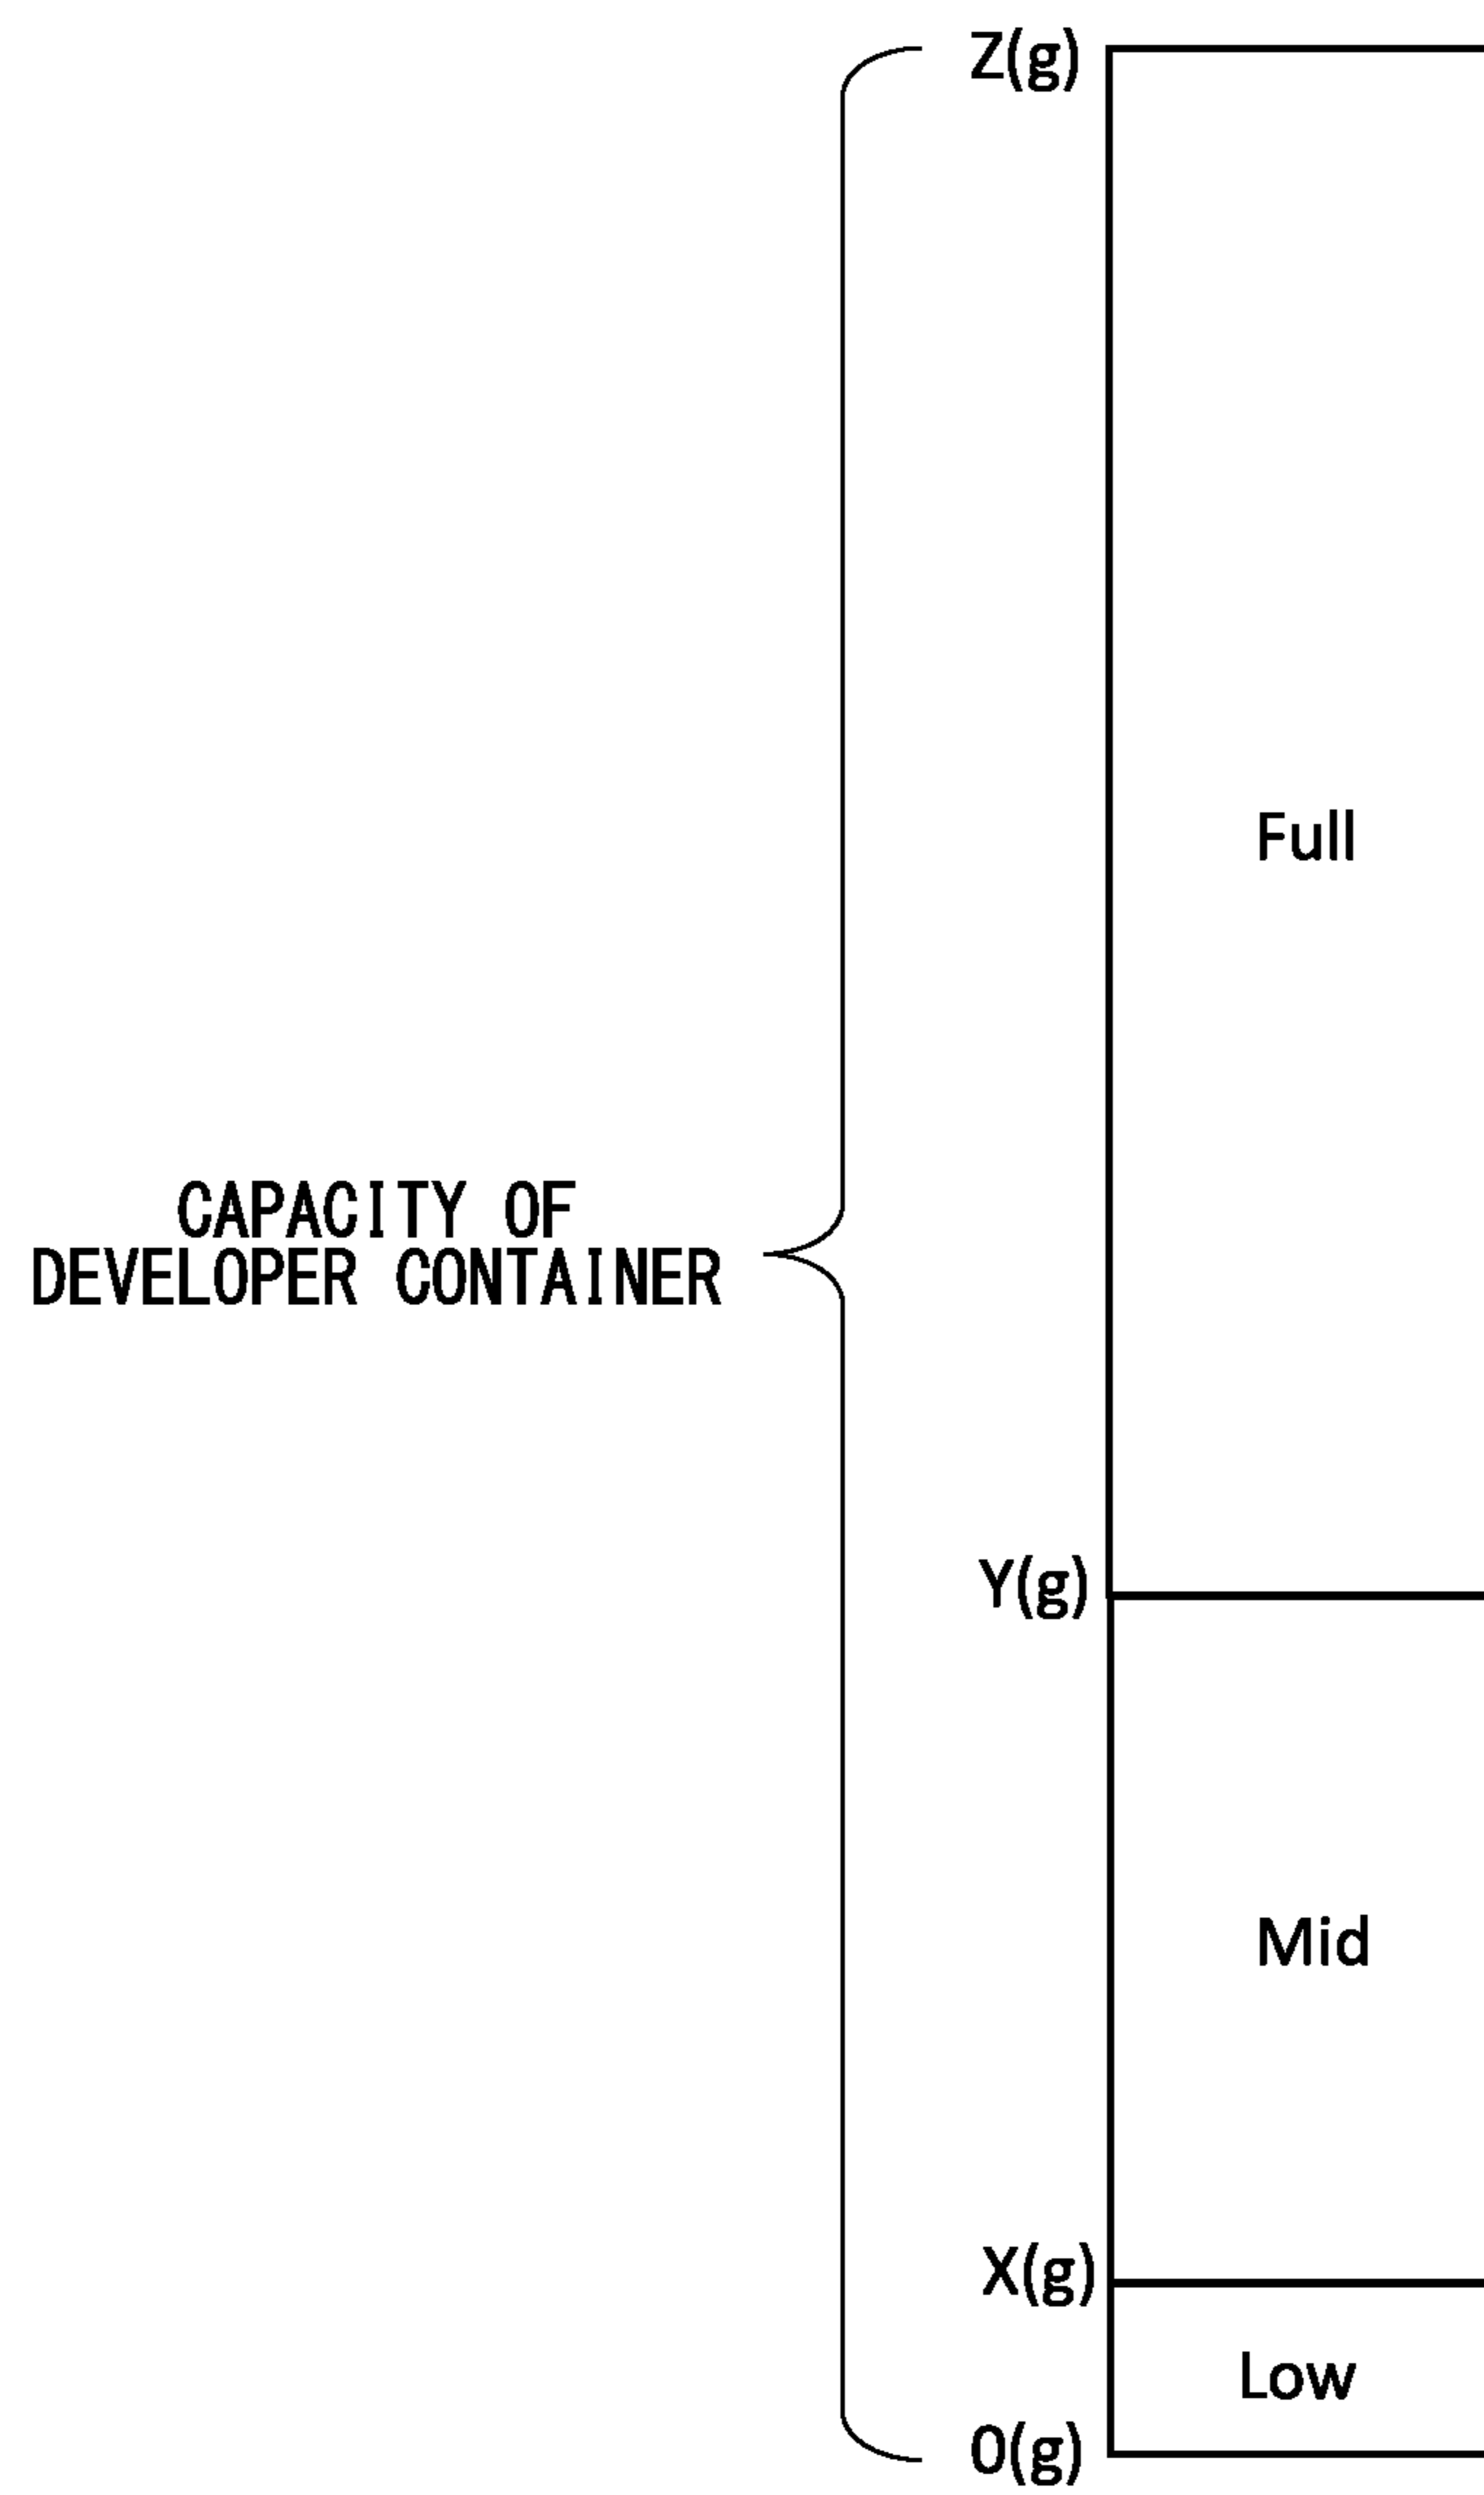 Z(g)
Full
CAPACITY OF
DEVELOPER CONTAINER
Y(g)
Mid
X(g)
Low
0(g)